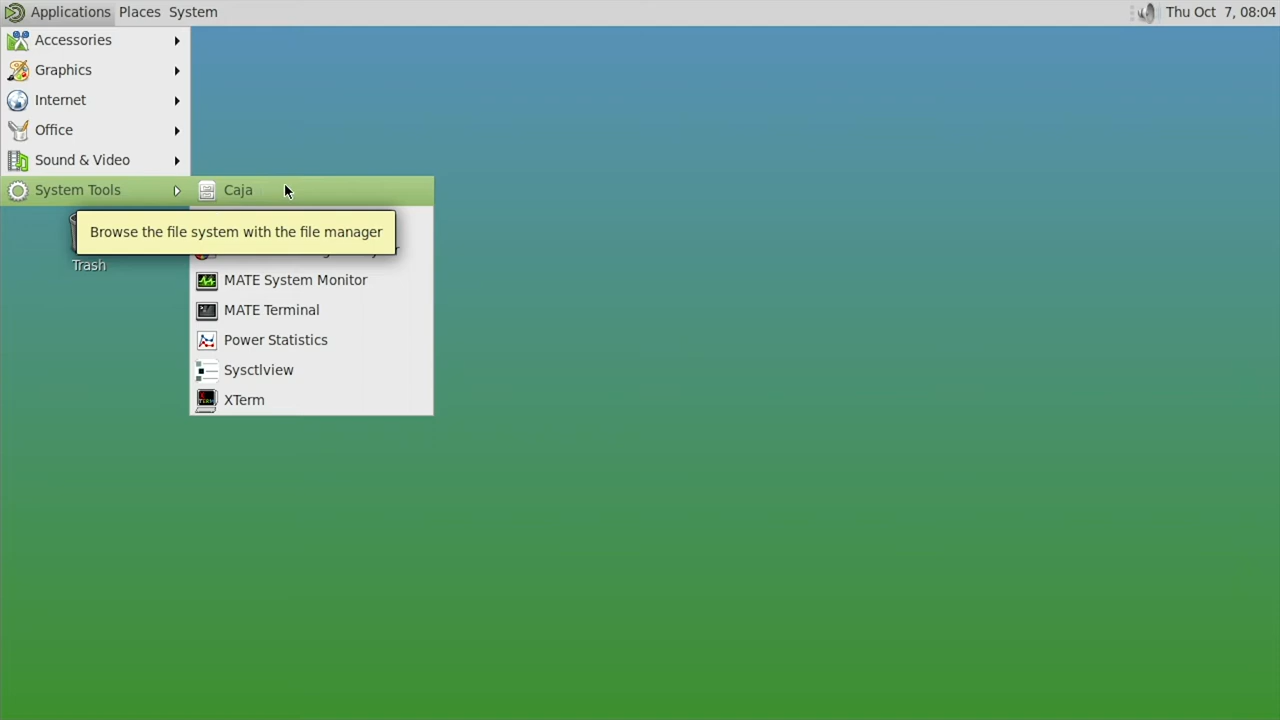 Applications Places System Thu Oct 7, 08:04
Accessories
Graphics
Internet
Office
Sound & Video
System Tools
Caja
Browse the file system with the file manager
Trash
MATE System Monitor
MATE Terminal
Power Statistics
Sysctlview
XTerm